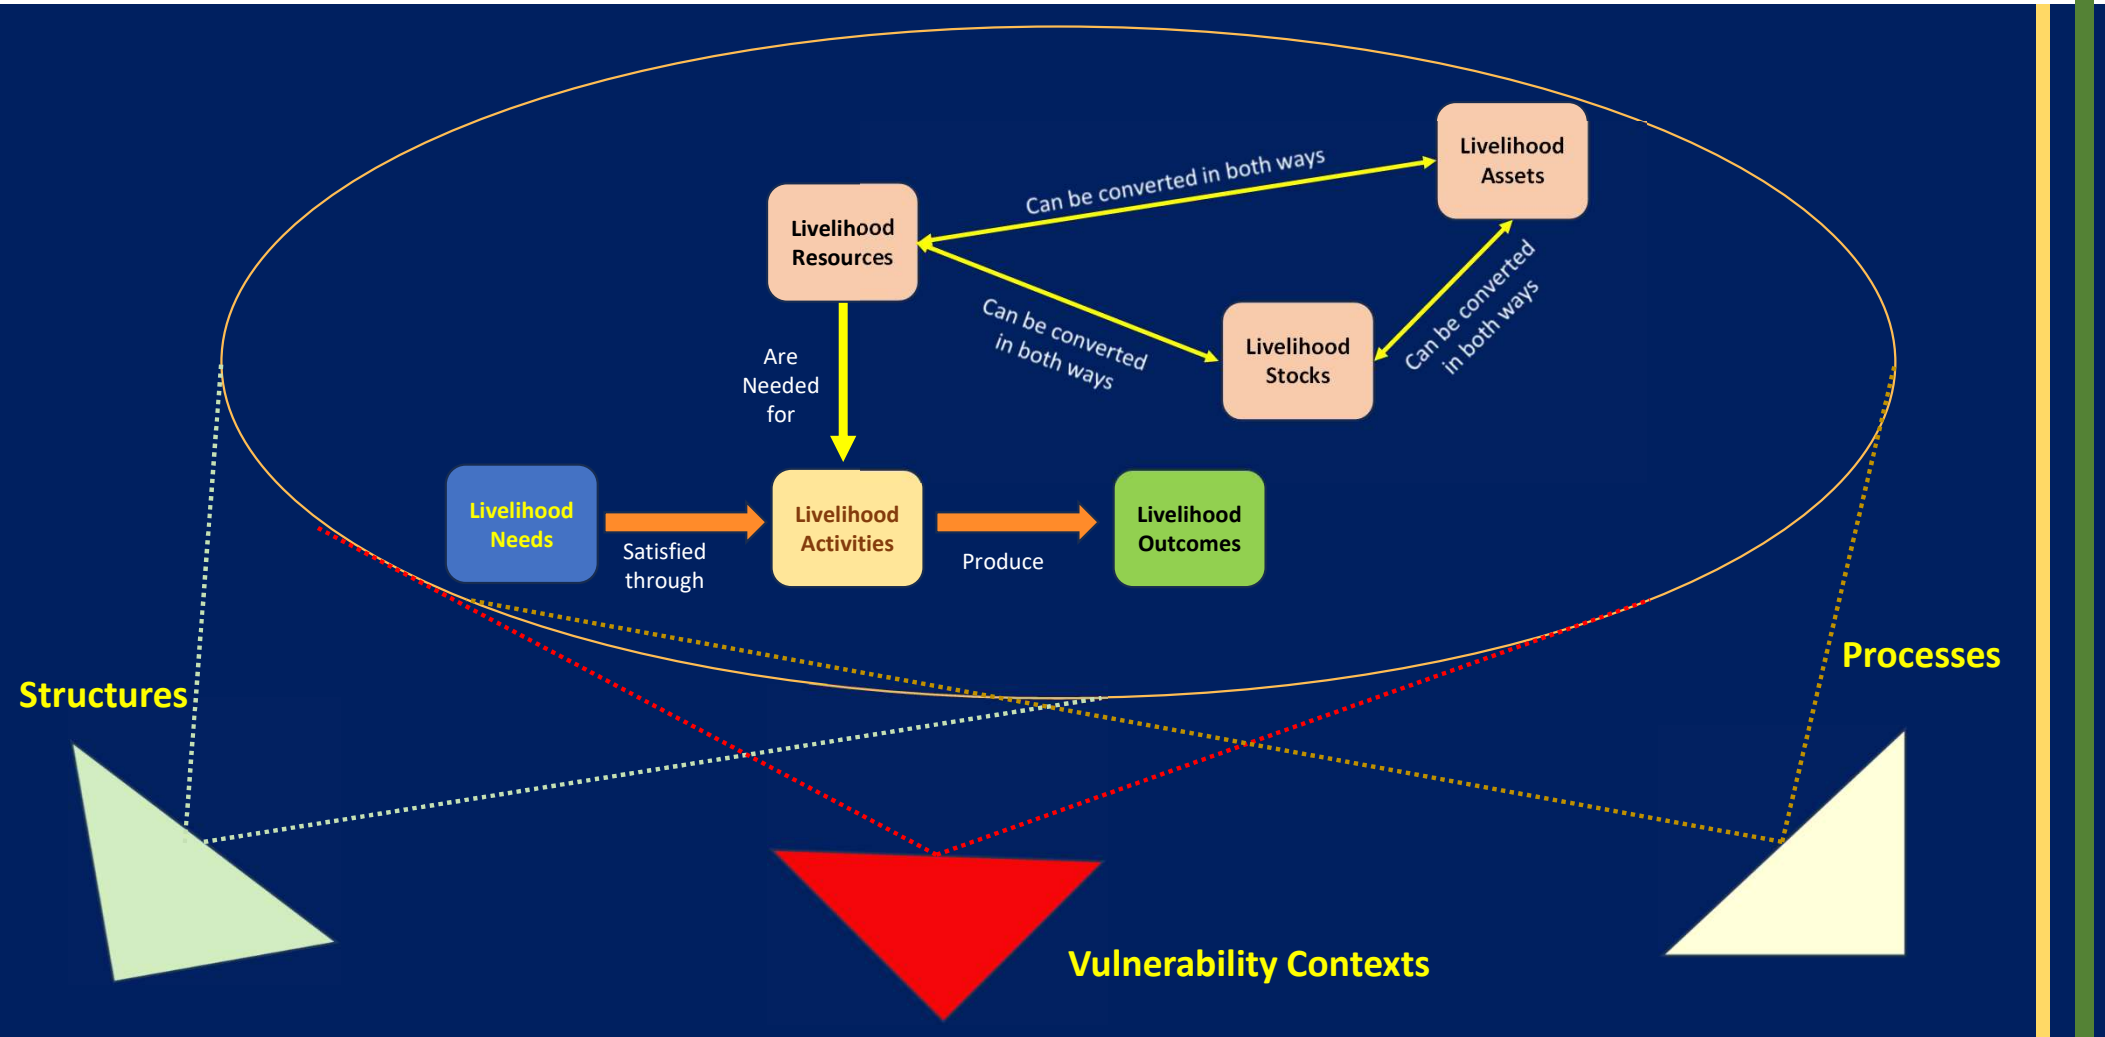 Livelihood
Assets
Can be converted in both ways
Livelihood
Resources
Can be converted
in both ways
Can be converted
in both ways
Livelihood
Stocks
Are
Needed
for
Livelihood
Needs
Satisfied
through
Livelihood
Activities
Produce
Livelihood
Outcomes
Structures
Processes
Vulnerability Contexts